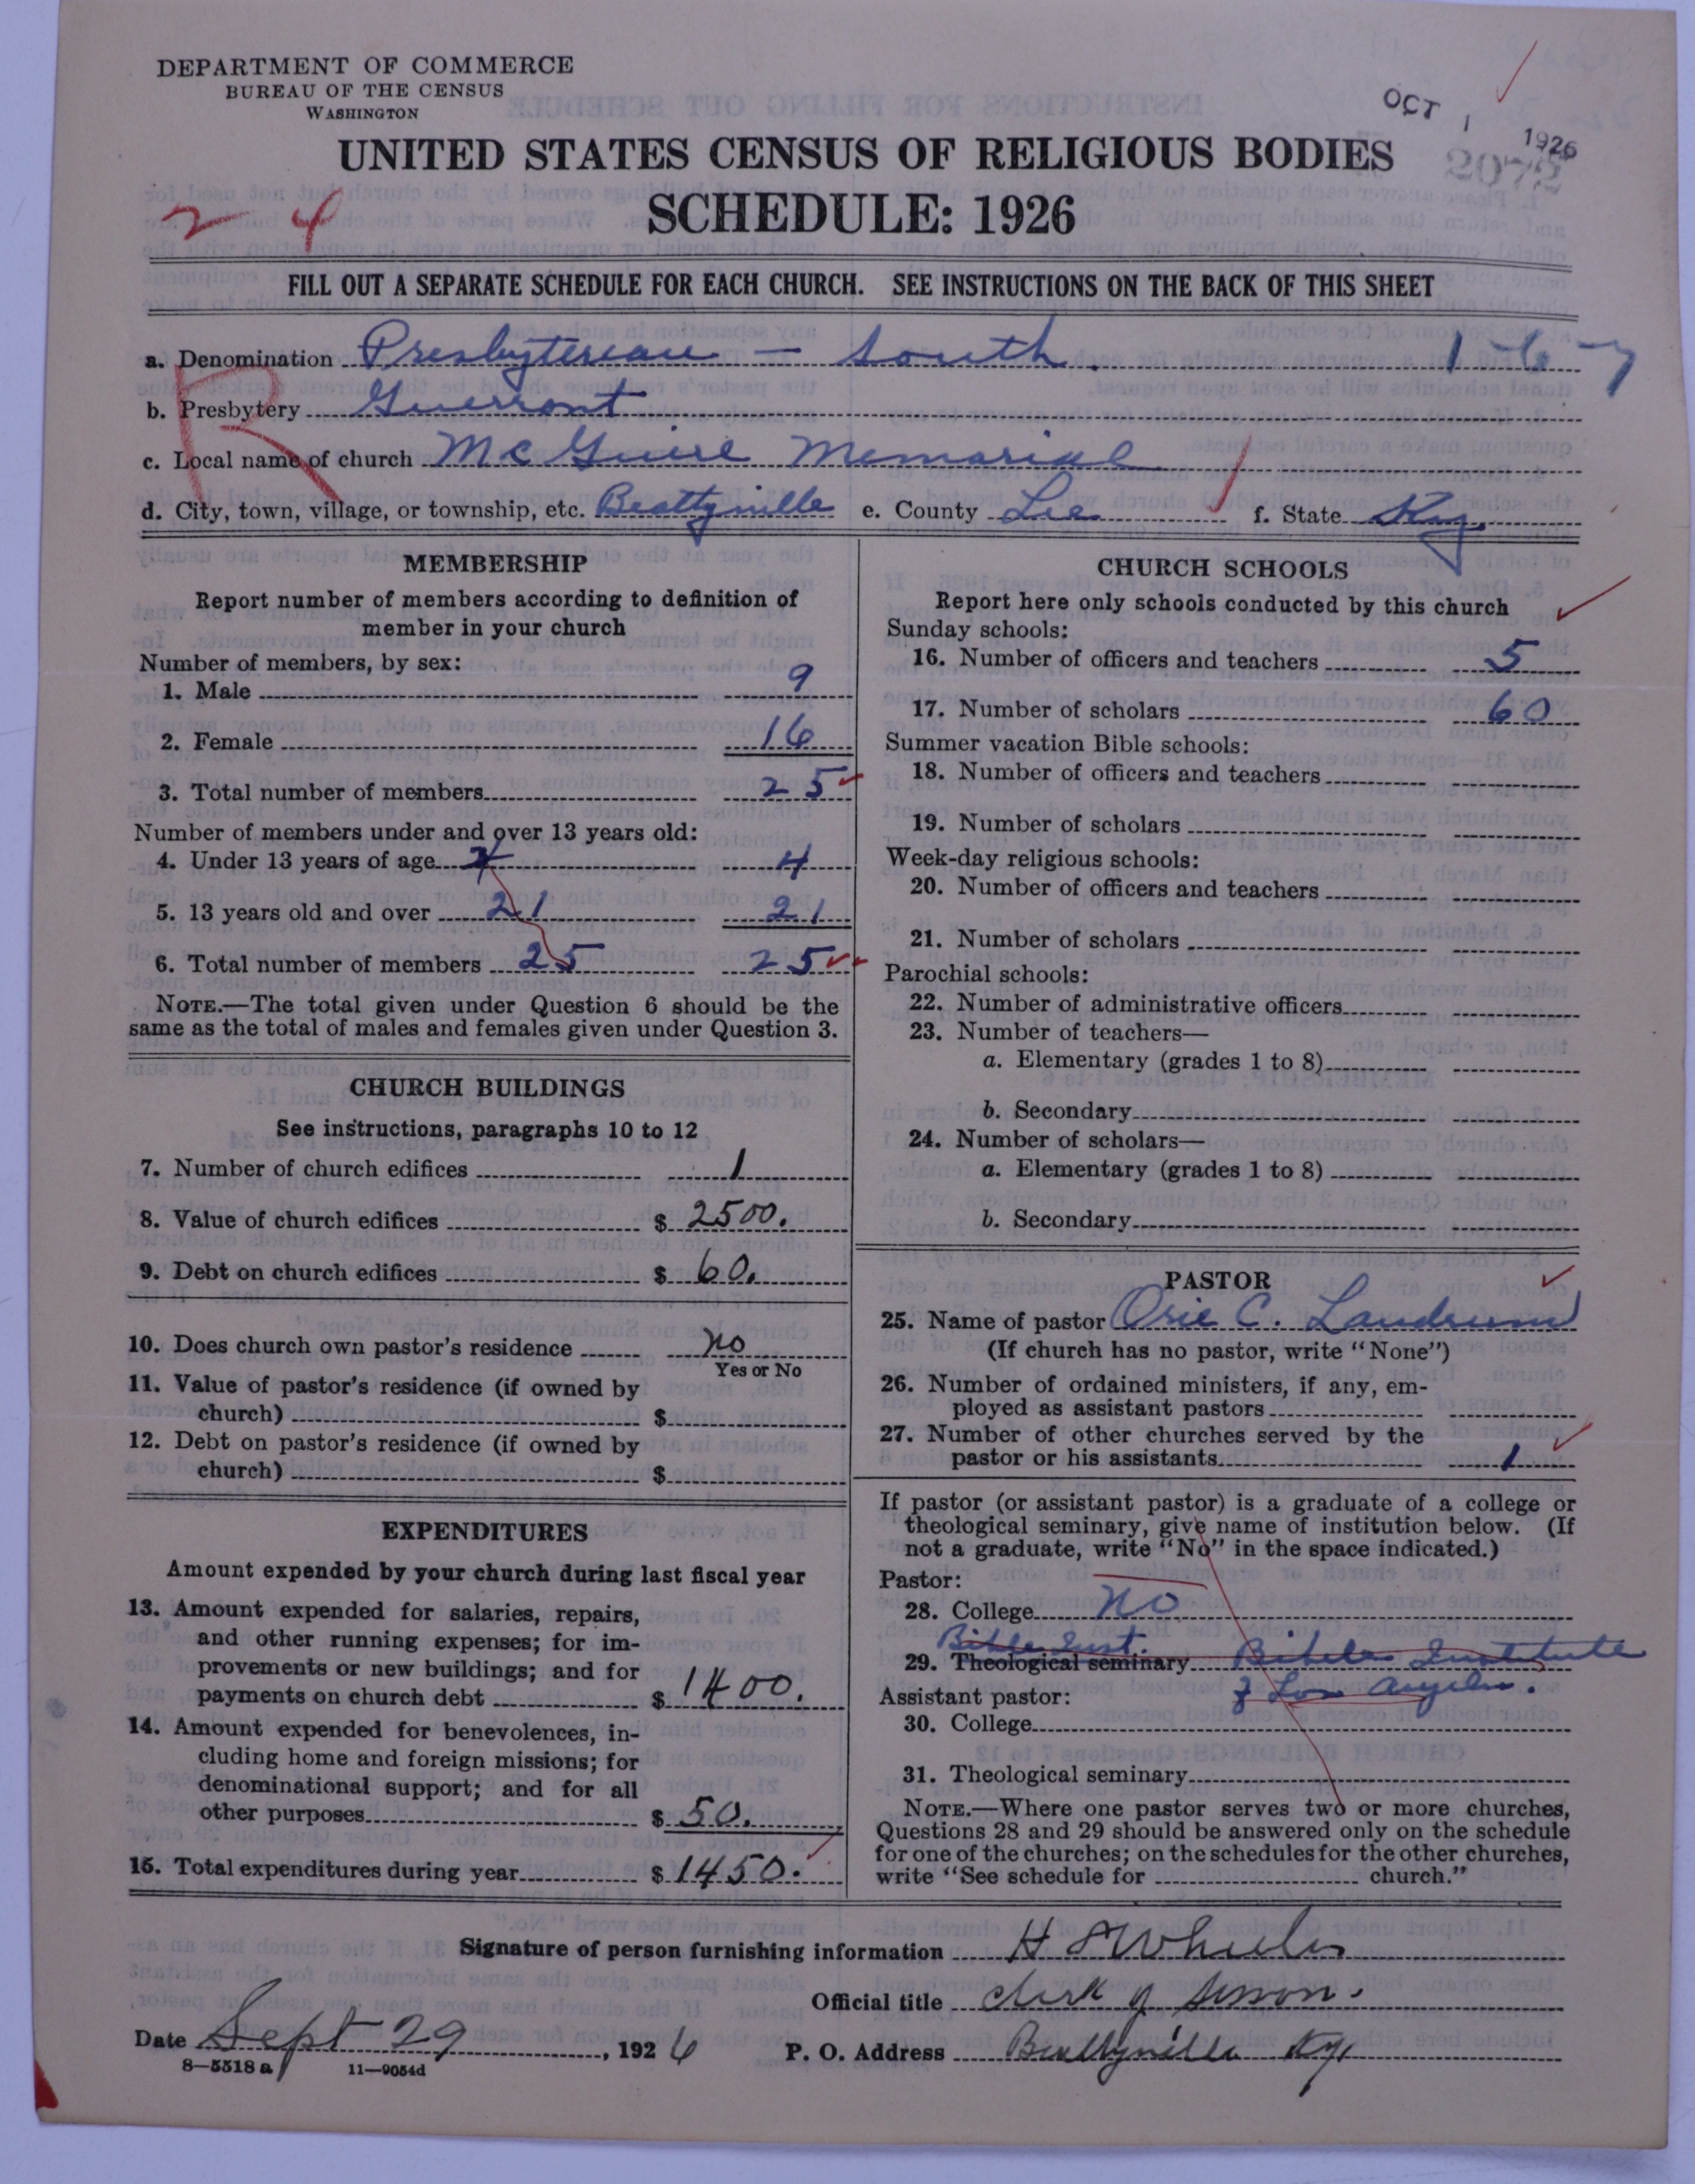 DEPARTMENT OF COMMERCE
BUREAU OF THE CENSUS
WASHINGTON
OCT 1 1926
2072
UNITED STATES CENSUS OF RELIGIOUS BODIES
SCHEDULE: 1926
2 4
FILL OUT A SEPARATE SCHEDULE FOR EACH CHURCH. SEE INSTRUCTIONS ON THE BACK OF THIS SHEET
a. Denomination Presbyterean - South. 1-6-7
b. Presbytery Guerrant
R
c. Local name of church McGuire Memorial
d. City, town, village, or township, etc. Beattyville e. County Lee f. State Ky.
MEMBERSHIP
Report number of members according to definition of
member in your church
Number of members, by sex:
1. Male 9
2. Female 16
3. Total number of members 25
Number of members under and over 13 years old:
4. Under 13 years of age 4 4
5. 13 years old and over 21 21
6. Total number of members 25 25
NOTE.—The total given under Question 6 should be the
same as the total of males and females given under Question 3.
CHURCH BUILDINGS
See instructions, paragraphs 10 to 12
7. Number of church edifices 1
8. Value of church edifices $ 2500.
9. Debt on church edifices $ 60.
10. Does church own pastor's residence no
Yes or No
11. Value of pastor's residence (if owned by
church) $
12. Debt on pastor's residence (if owned by
church) $
EXPENDITURES
Amount expended by your church during last fiscal year
13. Amount expended for salaries, repairs,
and other running expenses; for im-
provements or new buildings; and for
payments on church debt $ 1400.
14. Amount expended for benevolences, in-
cluding home and foreign missions; for
denominational support; and for all
other purposes $ 50.
15. Total expenditures during year $ 1450.
CHURCH SCHOOLS
Report here only schools conducted by this church
Sunday schools:
16. Number of officers and teachers 5
17. Number of scholars 60
Summer vacation Bible schools:
18. Number of officers and teachers
19. Number of scholars
Week-day religious schools:
20. Number of officers and teachers
21. Number of scholars
Parochial schools:
22. Number of administrative officers
23. Number of teachers—
a. Elementary (grades 1 to 8)
b. Secondary
24. Number of scholars—
a. Elementary (grades 1 to 8)
b. Secondary
PASTOR
25. Name of pastor Orie C. Landrum
(If church has no pastor, write "None")
26. Number of ordained ministers, if any, em-
ployed as assistant pastors
27. Number of other churches served by the
pastor or his assistants 1
If pastor (or assistant pastor) is a graduate of a college or
theological seminary, give name of institution below. (If
not a graduate, write "No" in the space indicated.)
Pastor:
28. College no
Bible Inst.
29. Theological seminary Bible Institute
Assistant pastor: of Los Angeles.
30. College
31. Theological seminary
NOTE.—Where one pastor serves two or more churches,
Questions 28 and 29 should be answered only on the schedule
for one of the churches; on the schedules for the other churches,
write "See schedule for church."
Signature of person furnishing information H S Wheeler
Official title Clerk of Session.
Date Sept 29, 1926 P. O. Address Beattyville Ky.
8—5518 a 11—9054d